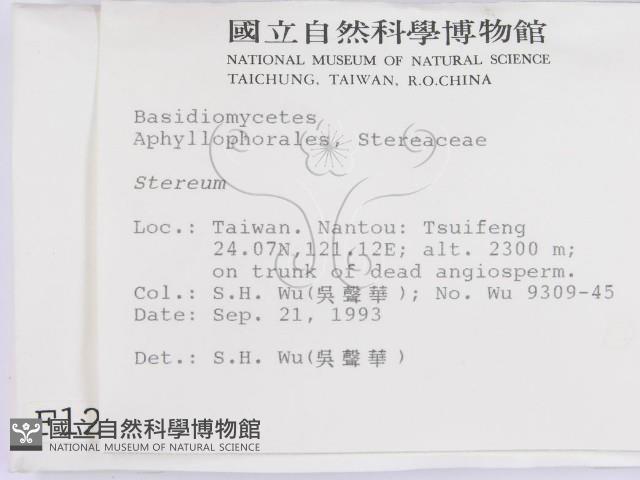 國立自然科學博物館
NATIONAL MUSEUM OF NATURAL SCIENCE
TAICHUNG, TAIWAN, R.O.CHINA
Basidiomycetes
Aphyllophorales, Stereaceae
Stereum
Loc.: Taiwan. Nantou: Tsuifeng
24.07N,121.12E; alt. 2300 m;
on trunk of dead angiosperm.
Col.: S.H. Wu(吳聲華); No. Wu 9309-45
Date: Sep. 21, 1993
Det.: S.H. Wu(吳聲華)
F12
國立自然科學博物館
NATIONAL MUSEUM OF NATURAL SCIENCE